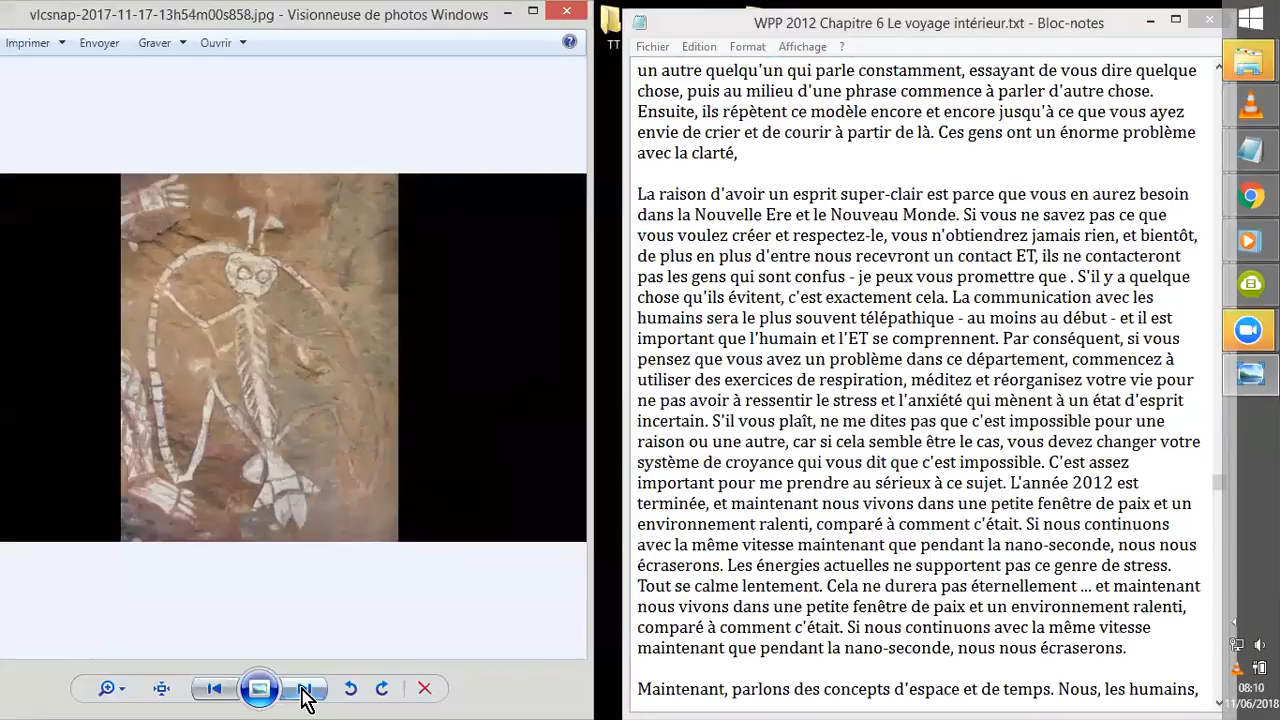 vlcsnap-2017-11-17-13h54m00s858.jpg - Visionneuse de photos Windows
Imprimer Envoyer Graver Ouvrir
TT
WPP 2012 Chapitre 6 Le voyage intérieur.txt - Bloc-notes
Fichier Edition Format Affichage ?
un autre quelqu'un qui parle constamment, essayant de vous dire quelque
chose, puis au milieu d'une phrase commence à parler d'autre chose.
Ensuite, ils répètent ce modèle encore et encore jusqu'à ce que vous ayez
envie de crier et de courir à partir de là. Ces gens ont un énorme problème
avec la clarté,
La raison d'avoir un esprit super-clair est parce que vous en aurez besoin
dans la Nouvelle Ere et le Nouveau Monde. Si vous ne savez pas ce que
vous voulez créer et respectez-le, vous n'obtiendrez jamais rien, et bientôt,
de plus en plus d'entre nous recevront un contact ET, ils ne contacteront
pas les gens qui sont confus - je peux vous promettre que . S'il y a quelque
chose qu'ils évitent, c'est exactement cela. La communication avec les
humains sera le plus souvent télépathique - au moins au début - et il est
important que l'humain et l'ET se comprennent. Par conséquent, si vous
pensez que vous avez un problème dans ce département, commencez à
utiliser des exercices de respiration, méditez et réorganisez votre vie pour
ne pas avoir à ressentir le stress et l'anxiété qui mènent à un état d'esprit
incertain. S'il vous plaît, ne me dites pas que c'est impossible pour une
raison ou une autre, car si cela semble être le cas, vous devez changer votre
système de croyance qui vous dit que c'est impossible. C'est assez
important pour me prendre au sérieux à ce sujet. L'année 2012 est
terminée, et maintenant nous vivons dans une petite fenêtre de paix et un
environnement ralenti, comparé à comment c'était. Si nous continuons
avec la même vitesse maintenant que pendant la nano-seconde, nous nous
écraserons. Les énergies actuelles ne supportent pas ce genre de stress.
Tout se calme lentement. Cela ne durera pas éternellement ... et maintenant
nous vivons dans une petite fenêtre de paix et un environnement ralenti,
comparé à comment c'était. Si nous continuons avec la même vitesse
maintenant que pendant la nano-seconde, nous nous écraserons.
Maintenant, parlons des concepts d'espace et de temps. Nous, les humains,
08:10
11/06/2018